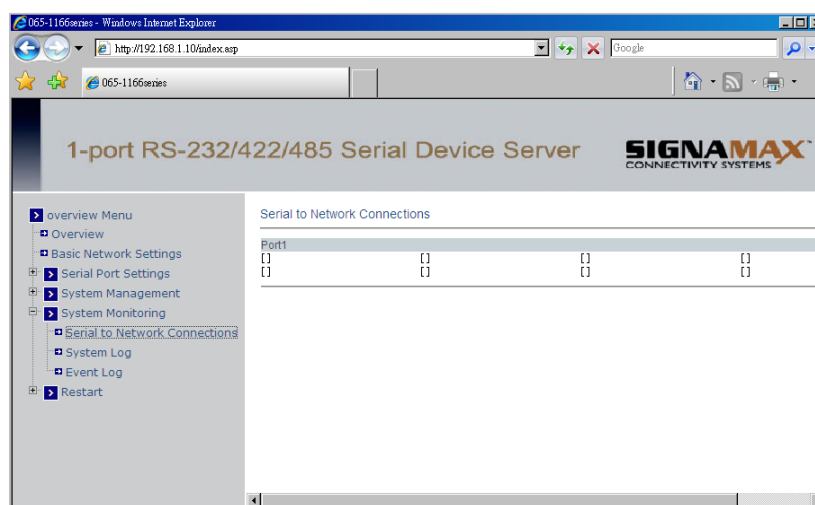 065-1166series - Windows Internet Explorer
http://192.168.1.10/index.asp
Google
065-1166series
1-port RS-232/422/485 Serial Device Server
SIGNAMAX™
CONNECTIVITY SYSTEMS
overview Menu
Overview
Basic Network Settings
Serial Port Settings
System Management
System Monitoring
Serial to Network Connections
System Log
Event Log
Restart
Serial to Network Connections
Port1
[] [] [] []
[] [] [] []